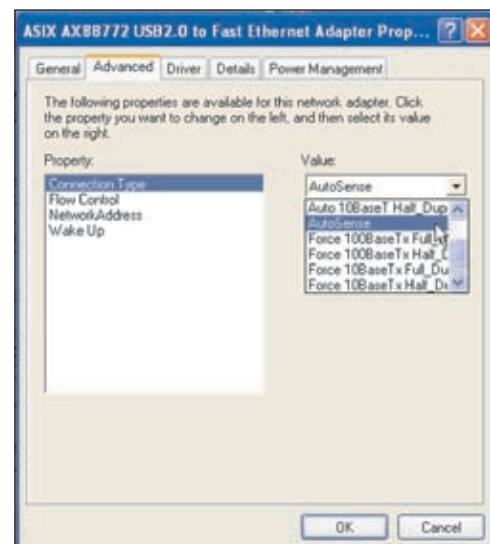 ASIX AX88772 USB2.0 to Fast Ethernet Adapter Prop...
General Advanced Driver Details Power Management
The following properties are available for this network adapter. Click
the property you want to change on the left, and then select its value
on the right.
Property:
Connection Type
Flow Control
NetworkAddress
Wake Up
Value:
AutoSense
Auto 10BaseT Half_Dup
AutoSense
Force 100BaseTx Full_
Force 100BaseTx Half_
Force 10BaseTx Full_Du
Force 10BaseTx Half_Du
OK Cancel